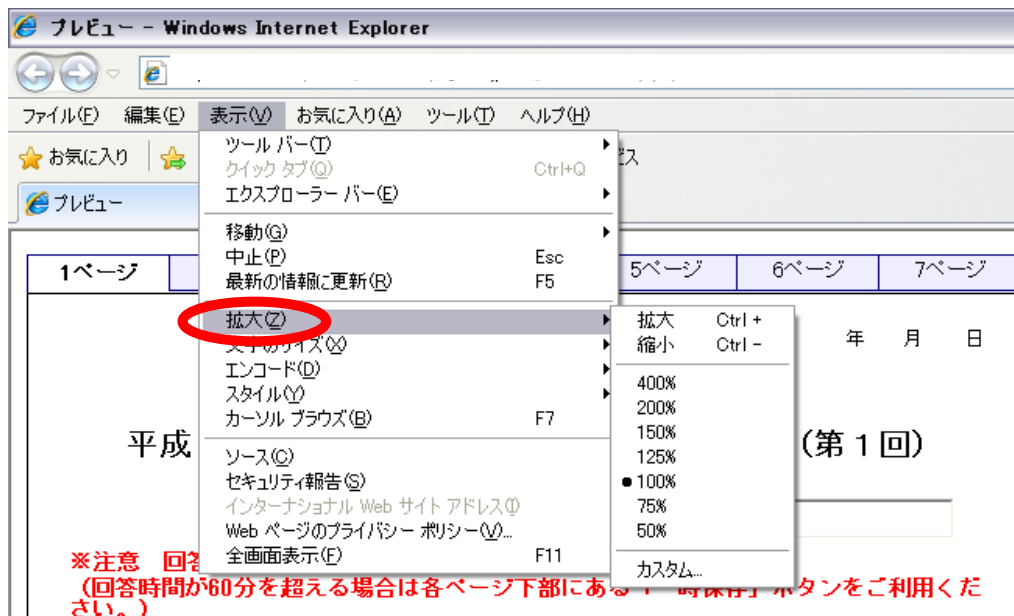 プレビュー - Windows Internet Explorer
ファイル(F) 編集(E) 表示(V) お気に入り(A) ツール(T) ヘルプ(H)
お気に入り
プレビュー
ツール バー(T)
クイック タブ(Q) Ctrl+Q
エクスプローラー バー(E)
移動(G)
中止(P) Esc
最新の情報に更新(R) F5
拡大(Z)
文字のサイズ(X)
エンコード(D)
スタイル(Y)
カーソル ブラウズ(B) F7
ソース(C)
セキュリティ報告(S)
インターナショナル Web サイト アドレス(I)
Web ページのプライバシー ポリシー(V)...
全画面表示(F) F11
拡大 Ctrl +
縮小 Ctrl -
400%
200%
150%
125%
100%
75%
50%
カスタム...
1ページ 5ページ 6ページ 7ページ
年 月 日
平成 (第1回)
※注意 回答
(回答時間が60分を超える場合は各ページ下部にある「一時保存」ボタンをご利用くだ
さい。)